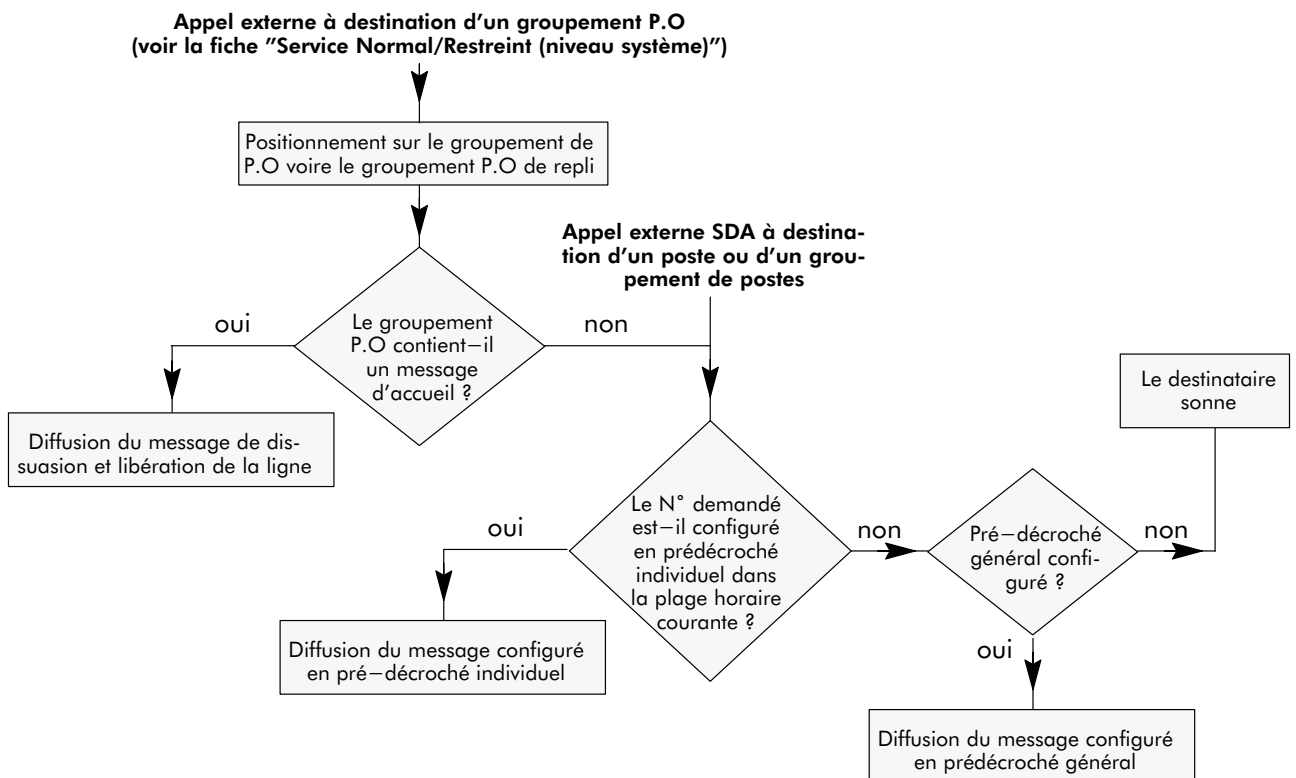 Appel externe à destination d'un groupement P.O
(voir la fiche "Service Normal/Restreint (niveau système)")
Positionnement sur le groupement de
P.O voire le groupement P.O de repli
Appel externe SDA à destina-
tion d'un poste ou d'un grou-
pement de postes
oui
Le groupement
P.O contient-il
un message
d'accueil ?
non
Diffusion du message de dis-
suasion et libération de la ligne
Le destinataire
sonne
oui
Le N° demandé
est-il configuré
en prédécroché
individuel dans
la plage horaire
courante ?
non
Pré-décroché
général confi-
guré ?
non
Diffusion du message configuré
en pré-décroché individuel
oui
Diffusion du message configuré
en prédécroché général